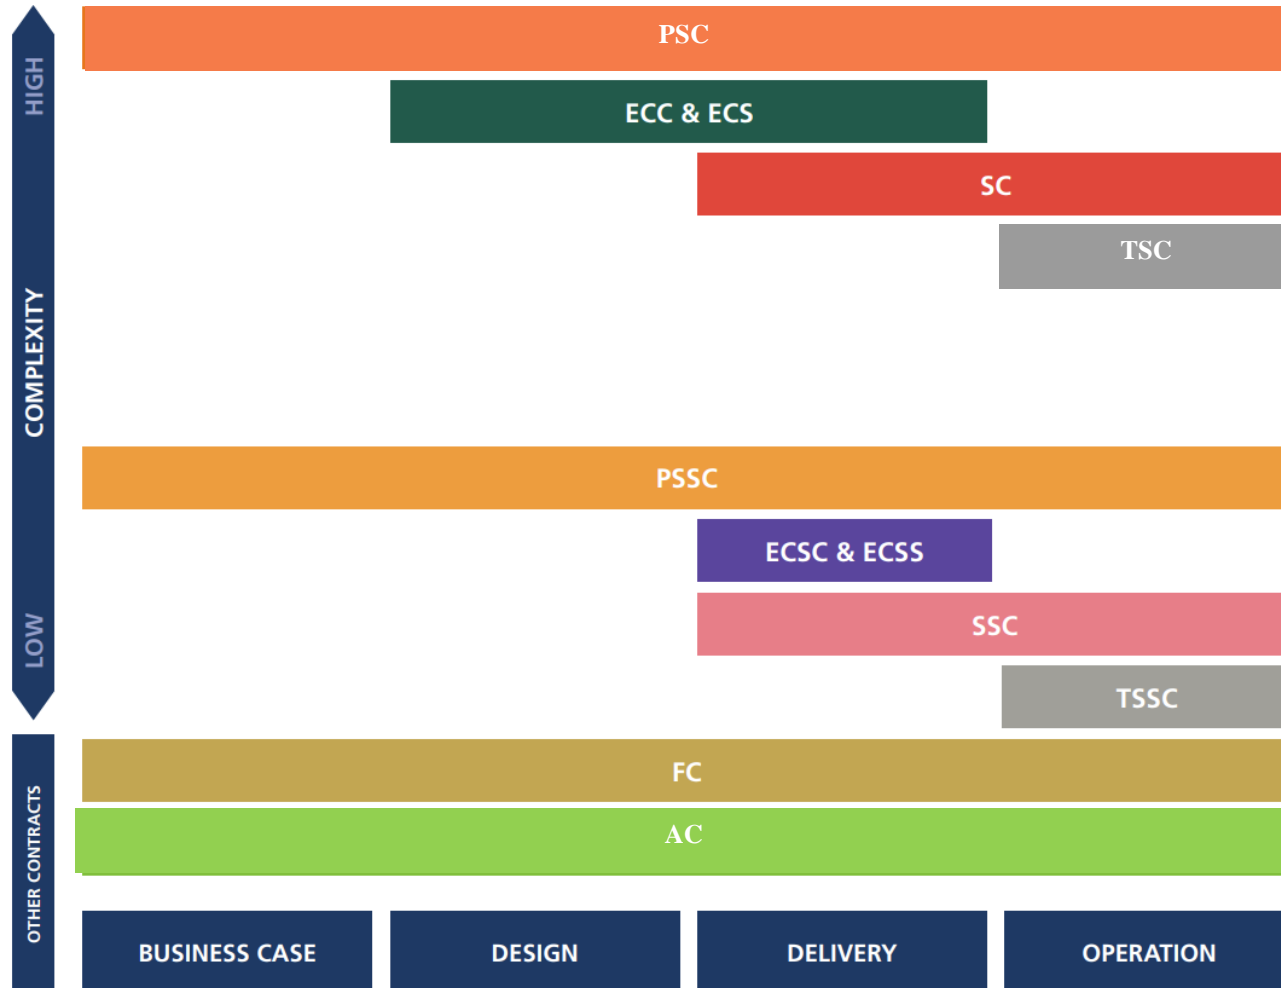 PSC
HIGH
ECC & ECS
SC
TSC
COMPLEXITY
PSSC
ECSC & ECSS
LOW
SSC
TSSC
FC
OTHER CONTRACTS
AC
BUSINESS CASE
DESIGN
DELIVERY
OPERATION